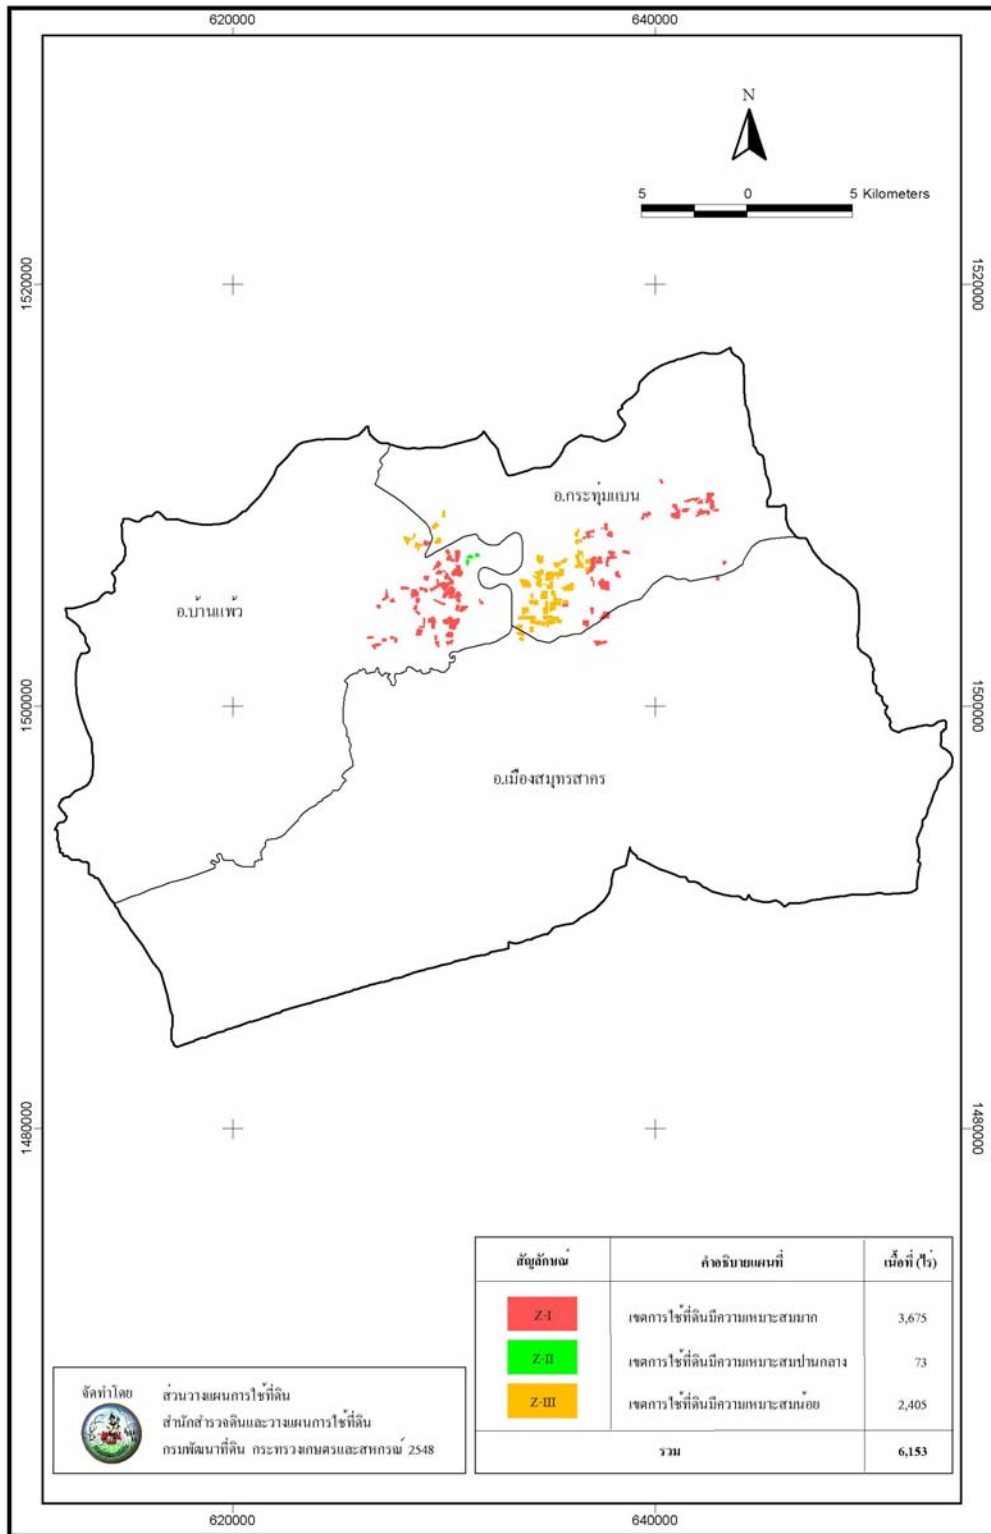 620000
640000
N
5 0 5 Kilometers
1520000
1520000
อ.กระทุ่มแบน
อ.บ้านแพ้ว
1500000
1500000
อ.เมืองสมุทรสาคร
1480000
1480000
สัญลักษณ์ คำอธิบายแผนที่ เนื้อที่ (ไร่)
Z-I เขตการใช้ที่ดินมีความเหมาะสมมาก 3,675
Z-II เขตการใช้ที่ดินมีความเหมาะสมปานกลาง 73
Z-III เขตการใช้ที่ดินมีความเหมาะสมน้อย 2,405
รวม 6,153
จัดทำโดย ส่วนวางแผนการใช้ที่ดิน
สำนักสำรวจดินและวางแผนการใช้ที่ดิน
กรมพัฒนาที่ดิน กระทรวงเกษตรและสหกรณ์ 2548
620000
640000